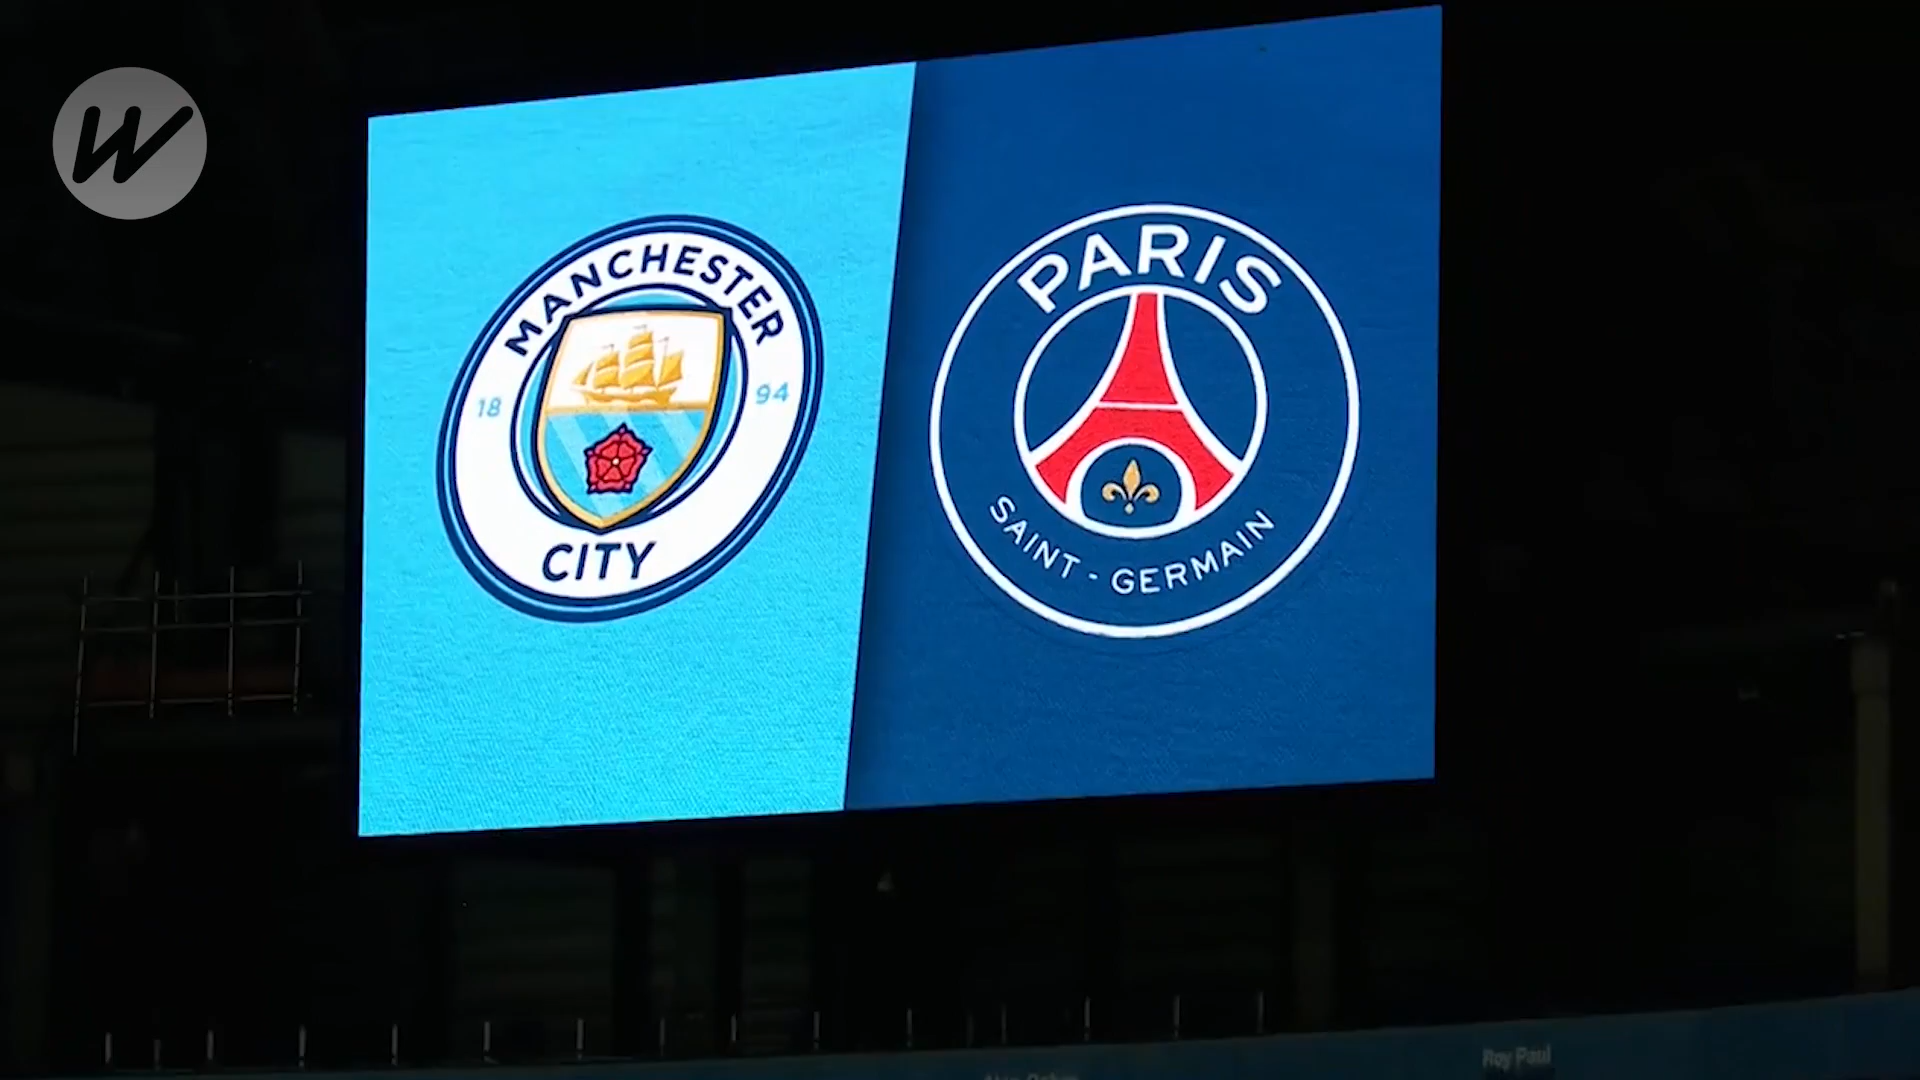 W
MANCHESTER
18 94
CITY
PARIS
SAINT-GERMAIN
Roy Paul